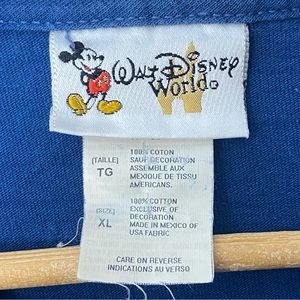 WALT DISNEY
World
[TAILLE]
TG
100% COTON
SAUF DECORATION
ASSEMBLE AUX
MEXIQUE DE TISSU
AMERICANS.
[SIZE]
XL
100% COTTON
EXCLUSIVE OF
DECORATION
MADE IN MEXICO OF
USA FABRIC
CARE ON REVERSE
INDICATIONS AU VERSO